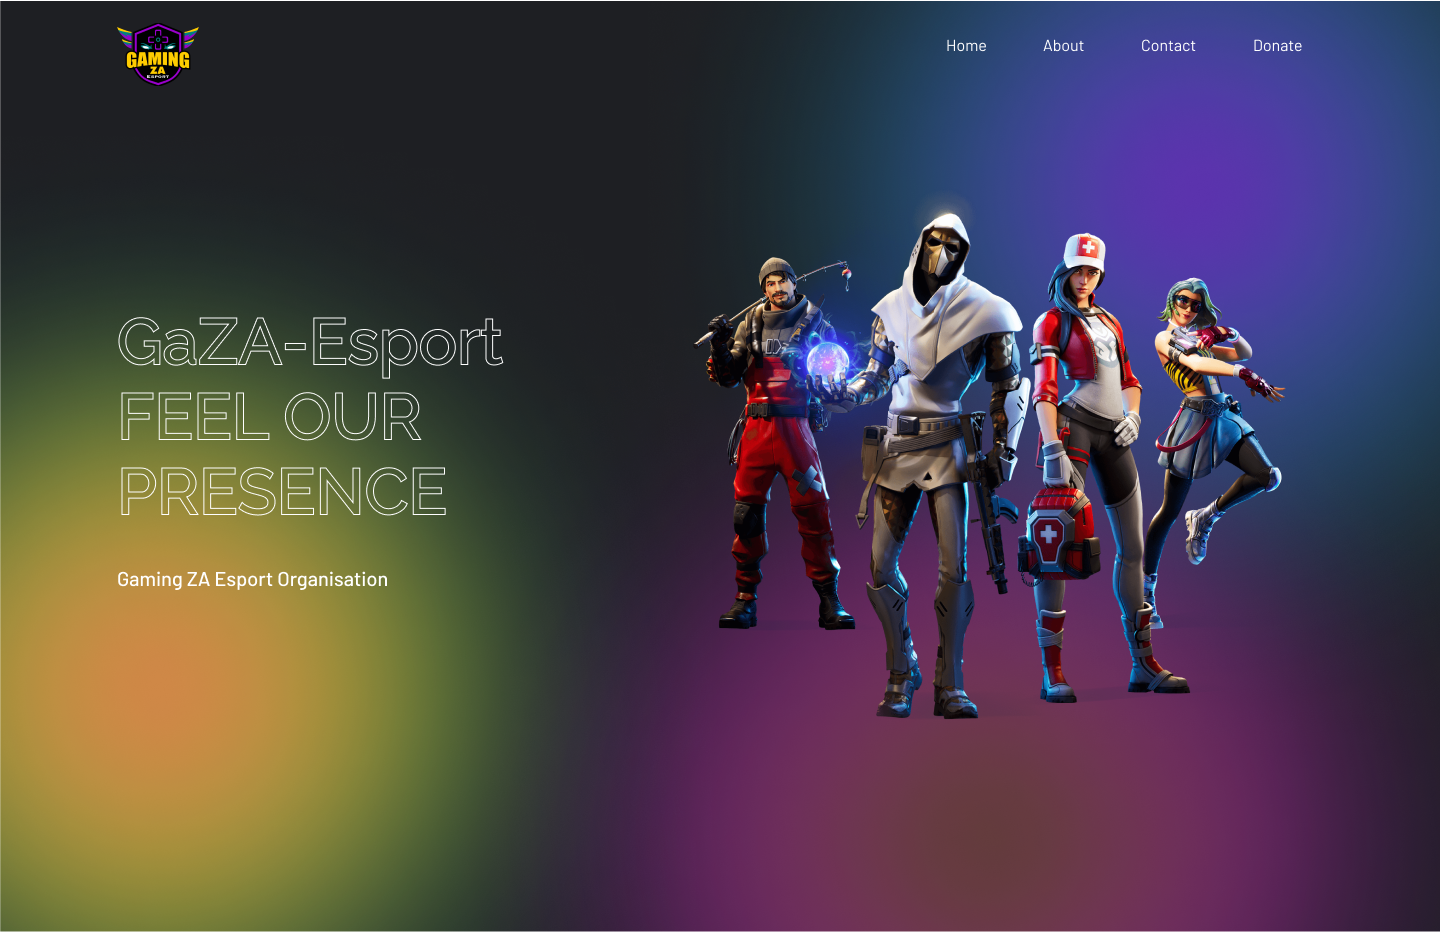 GAMING
ZA
ESPORT
Home
About
Contact
Donate
GaZA-Esport
FEEL OUR
PRESENCE
Gaming ZA Esport Organisation